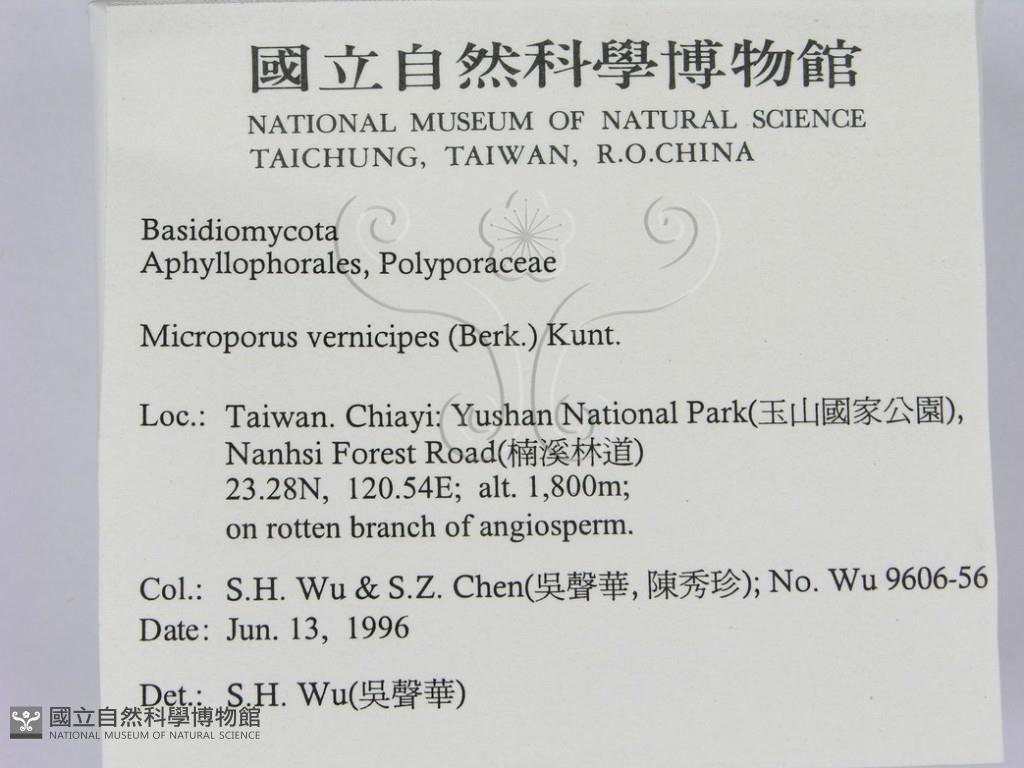 國立自然科學博物館
NATIONAL MUSEUM OF NATURAL SCIENCE
TAICHUNG, TAIWAN, R.O.CHINA
Basidiomycota
Aphyllophorales, Polyporaceae
Microporus vernicipes (Berk.) Kunt.
Loc.: Taiwan. Chiayi: Yushan National Park(玉山國家公園),
Nanhsi Forest Road(楠溪林道)
23.28N, 120.54E; alt. 1,800m;
on rotten branch of angiosperm.
Col.: S.H. Wu & S.Z. Chen(吳聲華, 陳秀珍); No. Wu 9606-56
Date: Jun. 13, 1996
Det.: S.H. Wu(吳聲華)
國立自然科學博物館
NATIONAL MUSEUM OF NATURAL SCIENCE